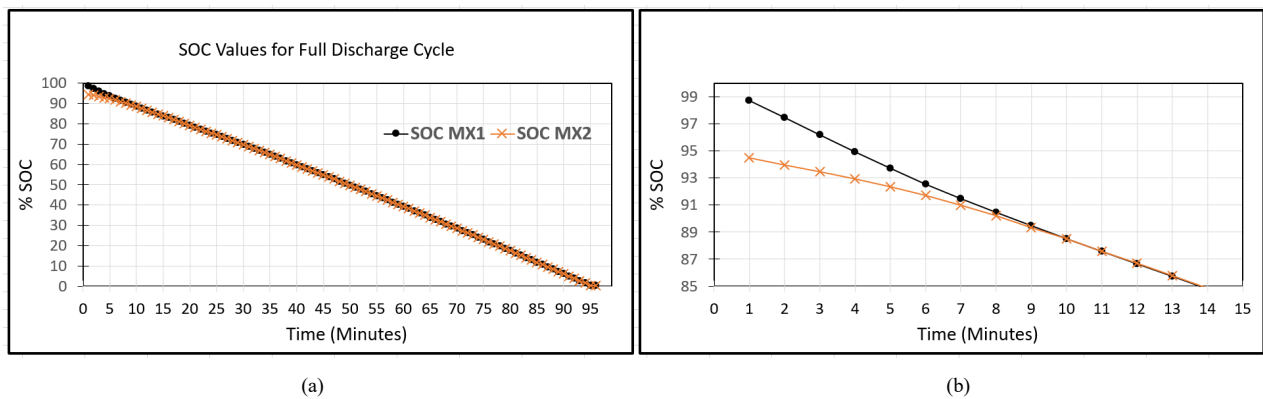 SOC Values for Full Discharge Cycle
100
90
80
70
60
50
40
30
20
10
0
% SOC
SOC MX1 SOC MX2
0 5 10 15 20 25 30 35 40 45 50 55 60 65 70 75 80 85 90 95
Time (Minutes)
(a)
99
97
95
93
91
89
87
85
% SOC
0 1 2 3 4 5 6 7 8 9 10 11 12 13 14 15
Time (Minutes)
(b)